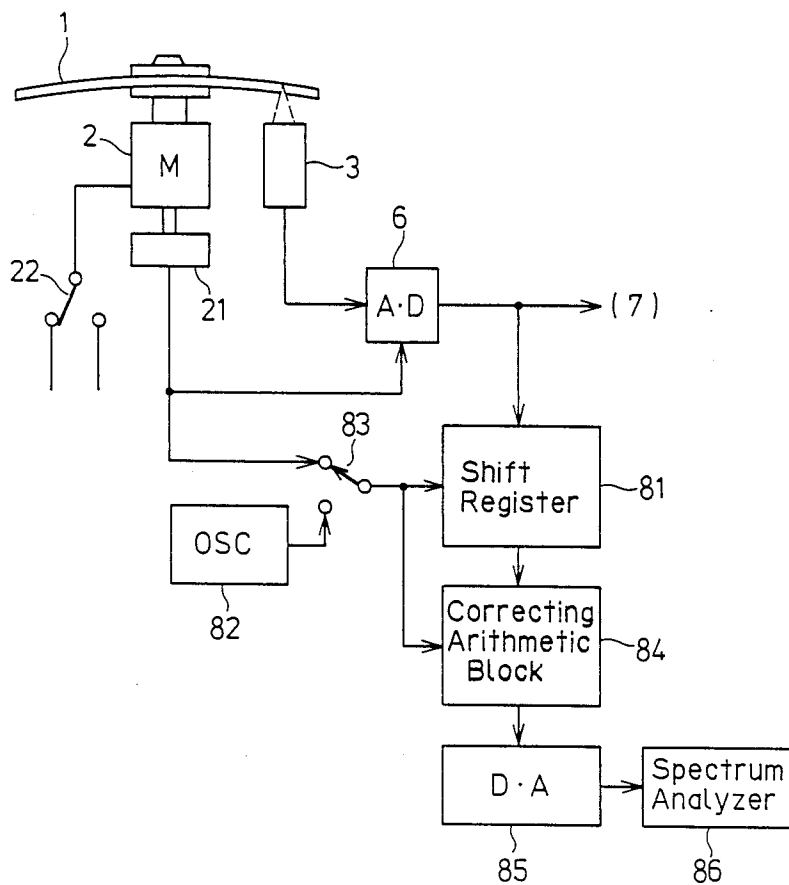 1
2
M
3
6
22
21
A·D
(7)
83
Shift
Register
81
OSC
82
Correcting
Arithmetic
Block
84
D·A
Spectrum
Analyzer
85
86